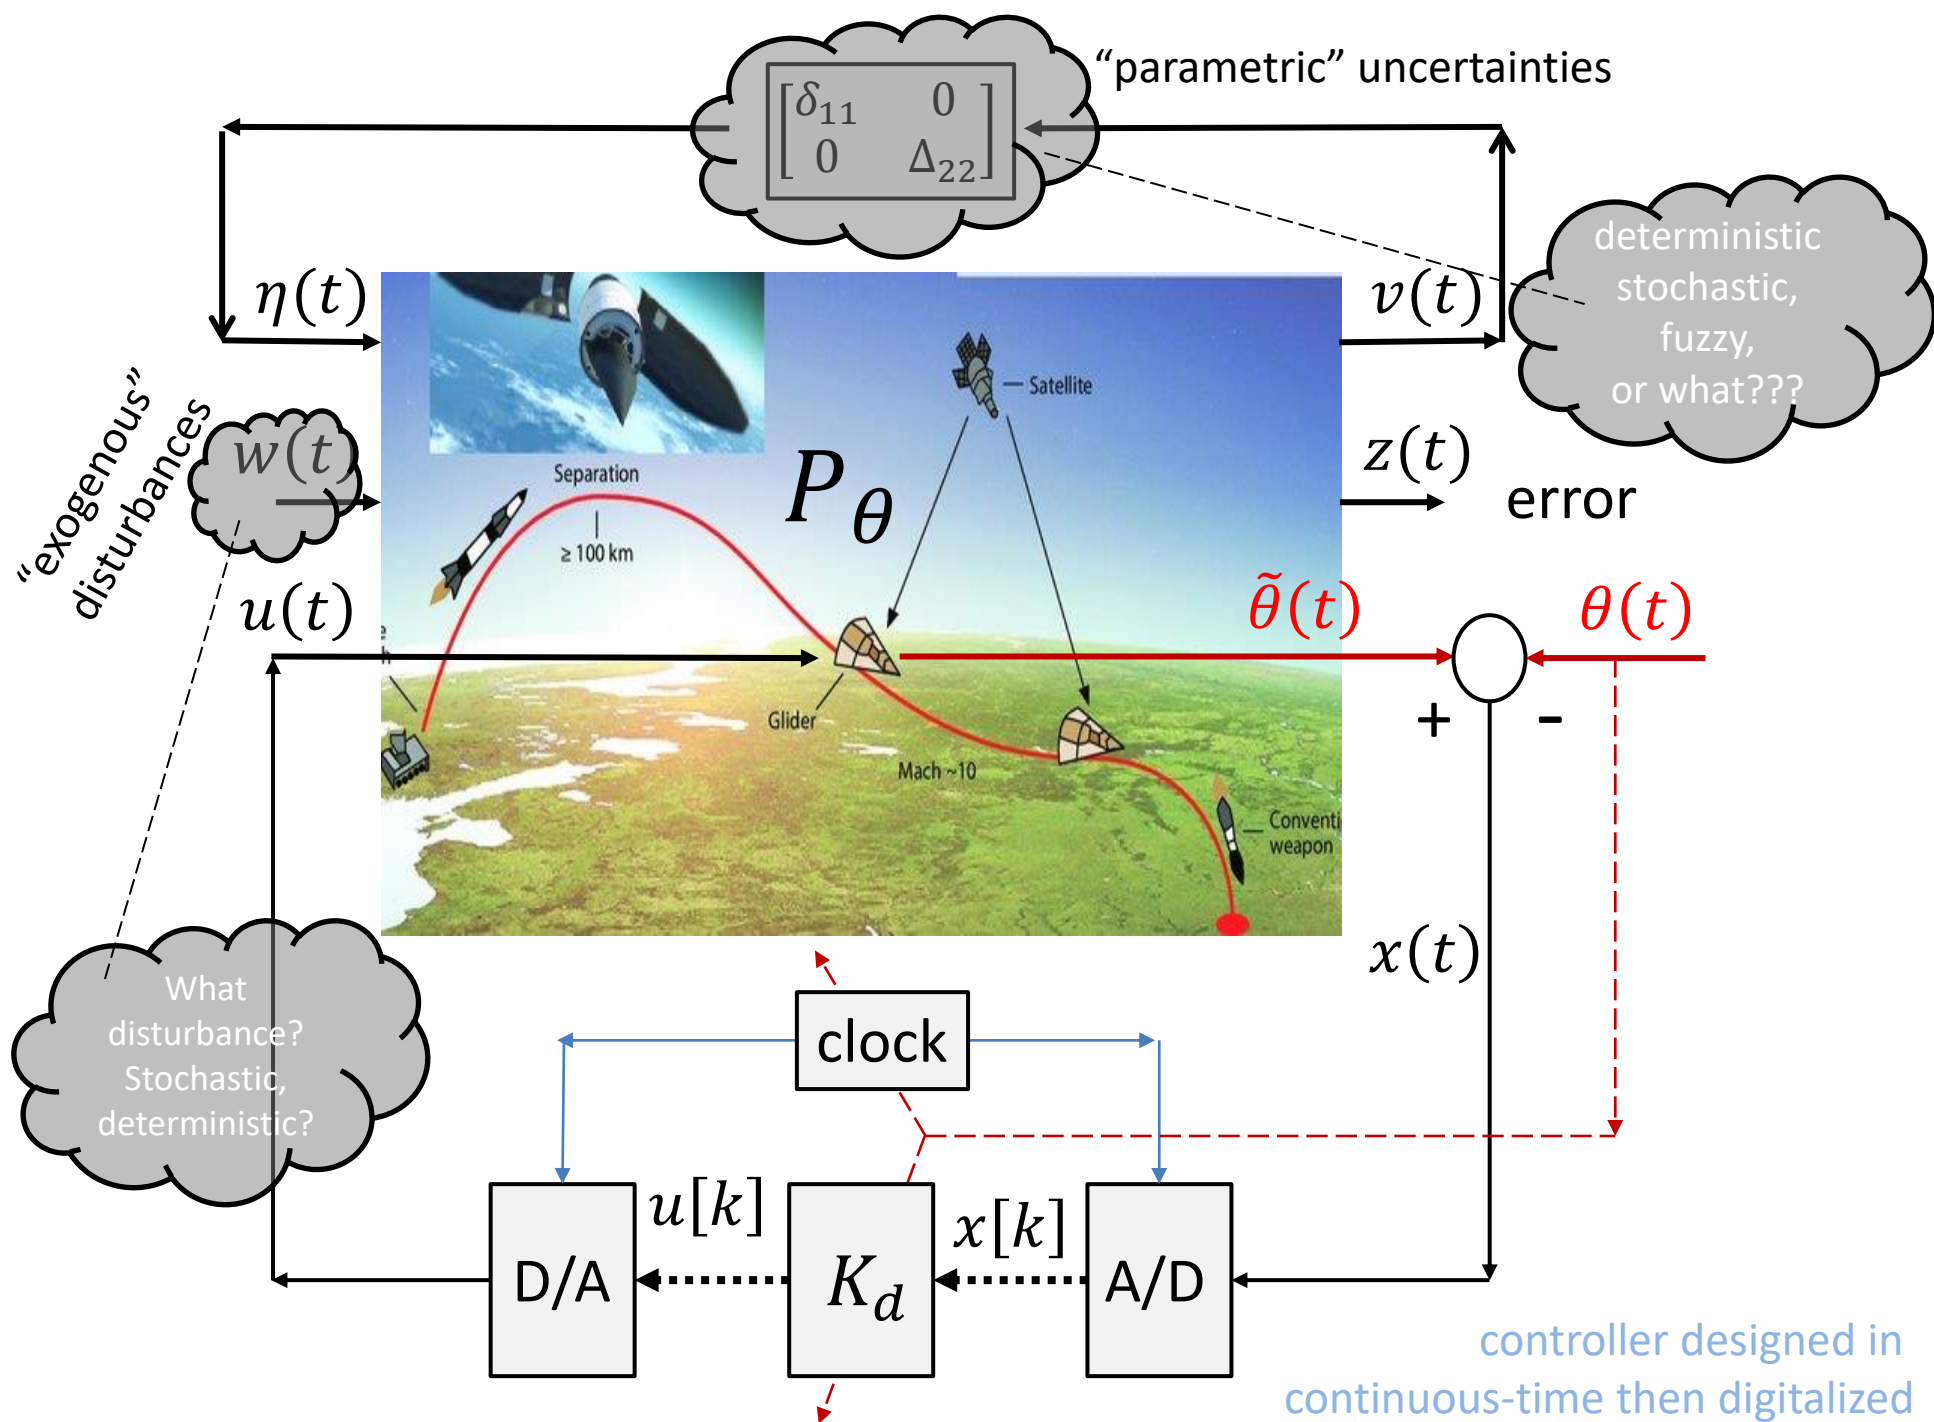 “parametric” uncertainties
[δ₁₁ 0
0 Δ₂₂]
deterministic
stochastic,
fuzzy,
or what???
η(t)
v(t)
Satellite
“exogenous”
disturbances
w(t)
z(t)
error
Separation
≥ 100 km
P_θ
u(t)
θ̃(t)
θ(t)
e
h
+ -
Glider
Mach ~10
Conventi
weapon
x(t)
What
disturbance?
Stochastic,
deterministic?
clock
u[k]
x[k]
D/A
K_d
A/D
controller designed in
continuous-time then digitalized